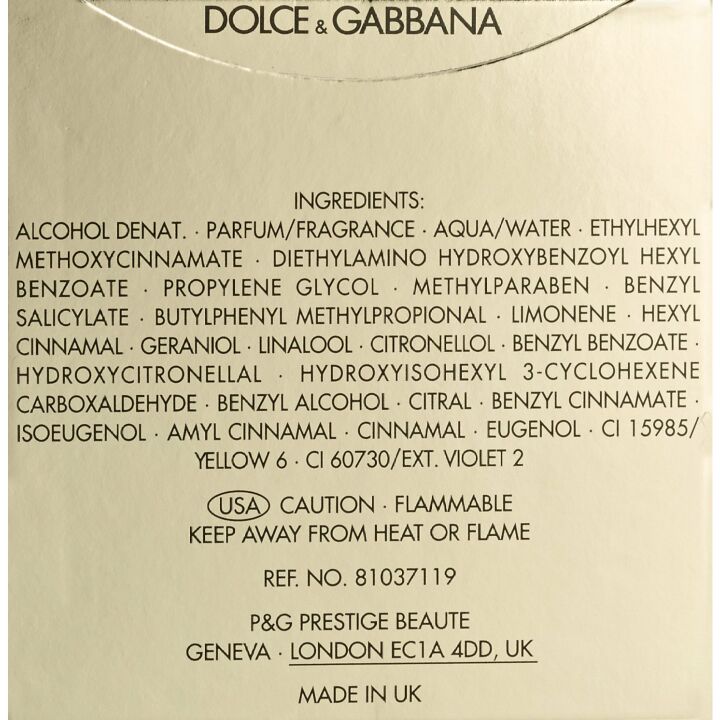 DOLCE & GABBANA
INGREDIENTS:
ALCOHOL DENAT. · PARFUM/FRAGRANCE · AQUA/WATER · ETHYLHEXYL
METHOXYCINNAMATE · DIETHYLAMINO HYDROXYBENZOYL HEXYL
BENZOATE · PROPYLENE GLYCOL · METHYLPARABEN · BENZYL
SALICYLATE · BUTYLPHENYL METHYLPROPIONAL · LIMONENE · HEXYL
CINNAMAL · GERANIOL · LINALOOL · CITRONELLOL · BENZYL BENZOATE ·
HYDROXYCITRONELLAL · HYDROXYISOHEXYL 3-CYCLOHEXENE
CARBOXALDEHYDE · BENZYL ALCOHOL · CITRAL · BENZYL CINNAMATE ·
ISOEUGENOL · AMYL CINNAMAL · CINNAMAL · EUGENOL · CI 15985/
YELLOW 6 · CI 60730/EXT. VIOLET 2
USA CAUTION · FLAMMABLE
KEEP AWAY FROM HEAT OR FLAME
REF. NO. 81037119
P&G PRESTIGE BEAUTE
GENEVA · LONDON EC1A 4DD, UK
MADE IN UK